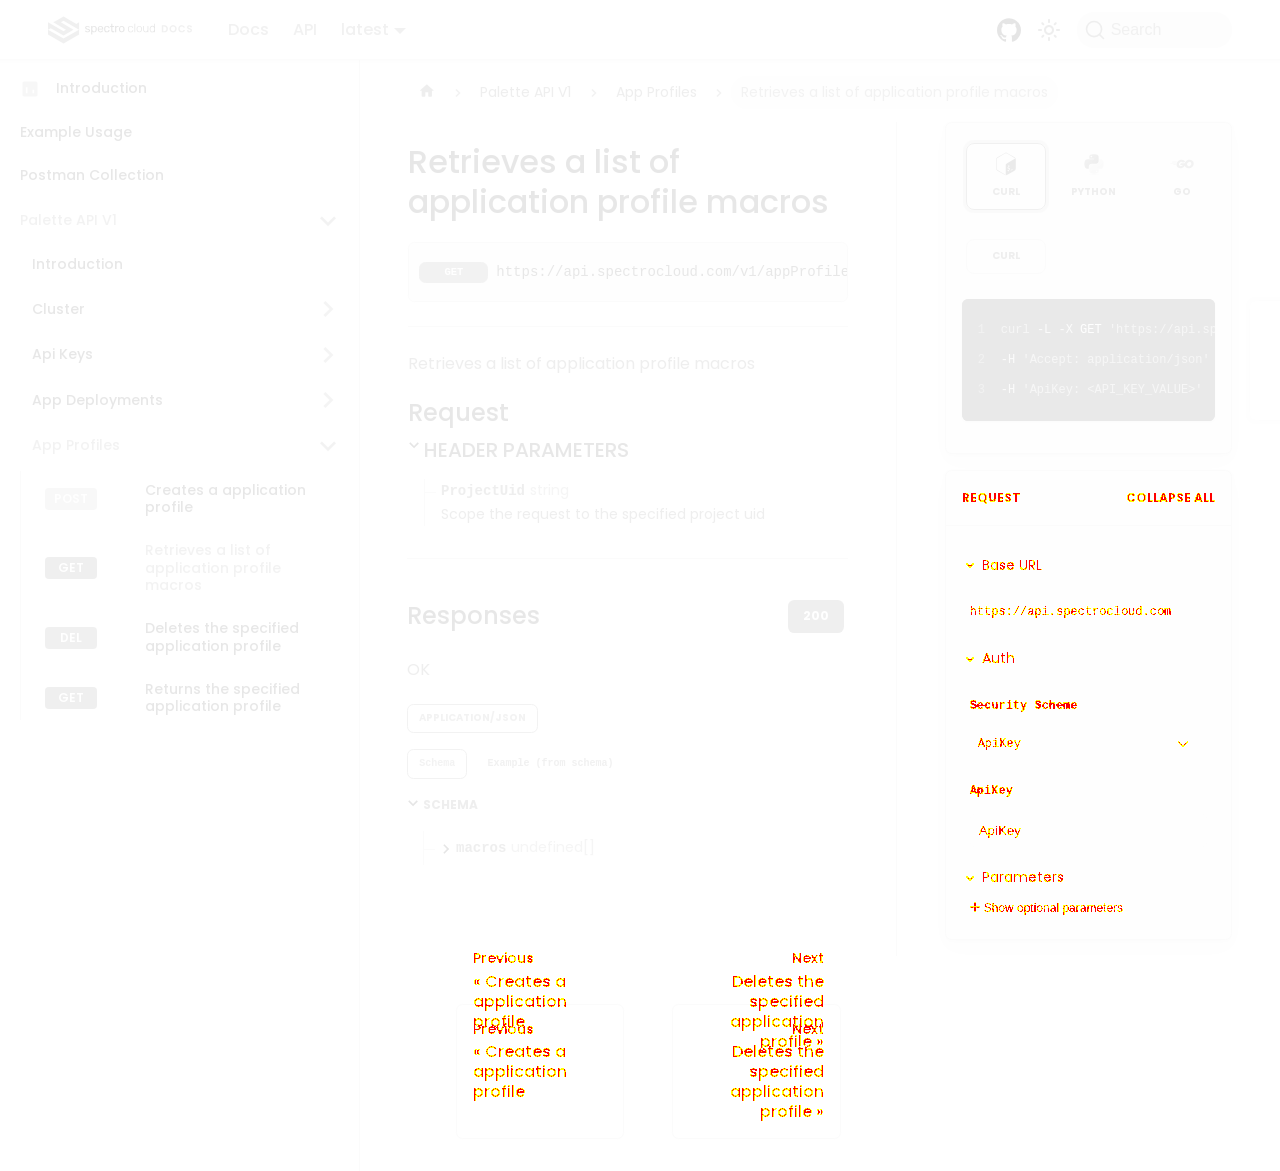 spectro cloud DOCS
Docs API latest
Search
Introduction
Example Usage
Postman Collection
Palette API V1
Introduction
Cluster
Api Keys
App Deployments
App Profiles
POST Creates a application
profile
GET Retrieves a list of
application profile
macros
DEL Deletes the specified
application profile
GET Returns the specified
application profile
Palette API V1 › App Profiles › Retrieves a list of application profile macros
Retrieves a list of
application profile macros
GET https://api.spectrocloud.com/v1/appProfile
Retrieves a list of application profile macros
Request
HEADER PARAMETERS
ProjectUid string
Scope the request to the specified project uid
Responses 200
OK
APPLICATION/JSON
Schema Example (from schema)
SCHEMA
macros undefined[]
Previous
« Creates a
application
profile
Next
Deletes the
specified
application
profile »
Previous
« Creates a
application
profile
Next
Deletes the
specified
application
profile »
CURL PYTHON GO
CURL
1 curl -L -X GET 'https://api.sp
2 -H 'Accept: application/json'
3 -H 'ApiKey: <API_KEY_VALUE>'
REQUEST COLLAPSE ALL
Base URL
https://api.spectrocloud.com
Auth
Security Scheme
ApiKey
ApiKey
ApiKey
Parameters
Show optional parameters